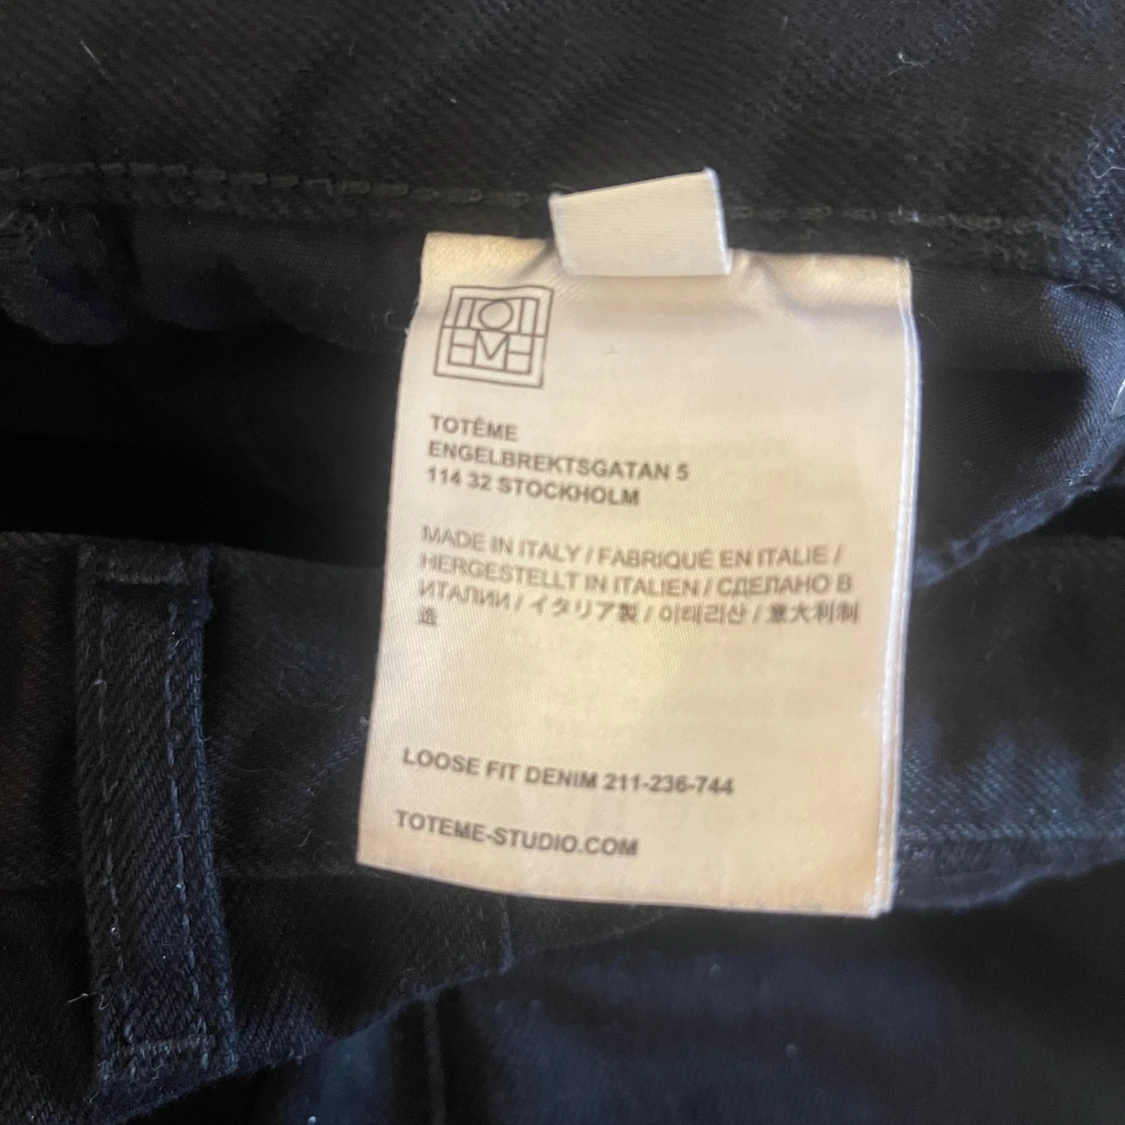 TOTEME
TOTÊME
ENGELBREKTSGATAN 5
114 32 STOCKHOLM
MADE IN ITALY / FABRIQUÉ EN ITALIE /
HERGESTELLT IN ITALIEN / СДЕЛАНО В
ИТАЛИИ / イタリア製 / 이태리산 / 意大利制
造
LOOSE FIT DENIM 211-236-744
TOTEME-STUDIO.COM